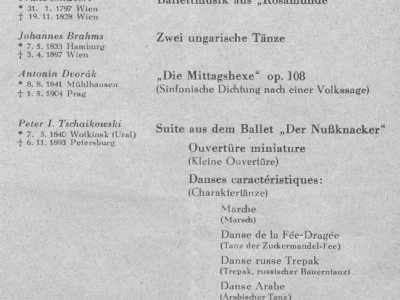 * 31. 1. 1797 Wien
† 19. 11. 1828 Wien
Ballettmusik aus „Rosamunde“
Johannes Brahms
* 7. 5. 1833 Hamburg
† 3. 4. 1897 Wien
Zwei ungarische Tänze
Antonin Dvorák
* 8. 8. 1841 Mühlhausen
† 1. 5. 1904 Prag
„Die Mittagshexe“ op. 108
(Sinfonische Dichtung nach einer Volkssage)
Peter I. Tschaikowski
* 7. 5. 1840 Wotkinsk (Ural)
† 6. 11. 1893 Petersburg
Suite aus dem Ballet „Der Nußknacker“
Ouvertüre miniature
(Kleine Ouvertüre)
Danses caractéristiques:
(Charaktertänze)
Marche
(Marsch)
Danse de la Fée-Dragée
(Tanz der Zuckermandel-Fee)
Danse russe Trepak
(Trepak, russischer Bauerntanz)
Danse Arabe
(Arabischer Tanz)